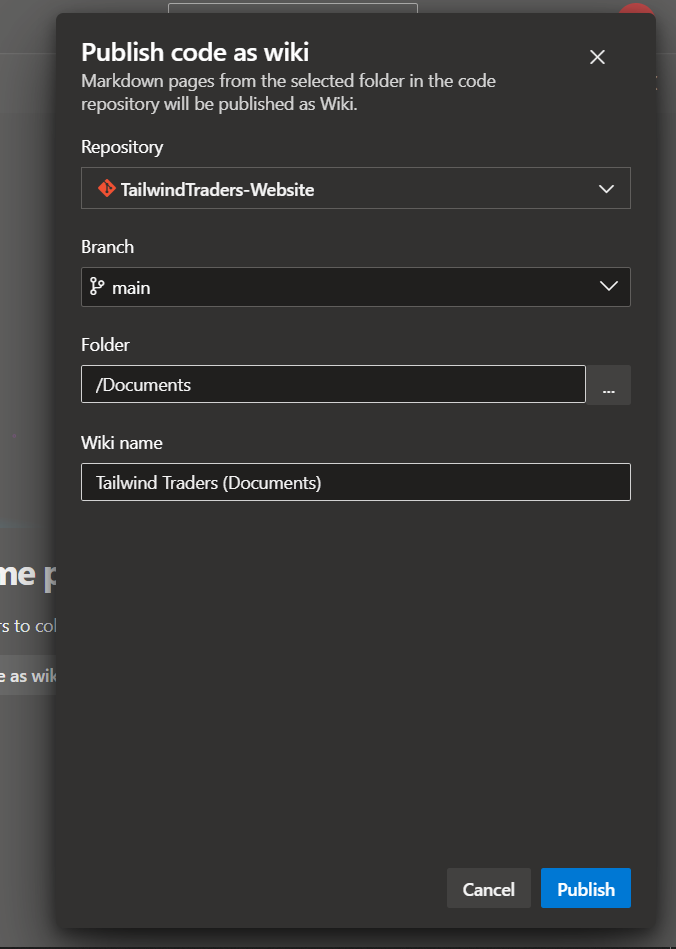 Publish code as wiki
Markdown pages from the selected folder in the code
repository will be published as Wiki.
Repository
TailwindTraders-Website
Branch
main
Folder
/Documents
...
Wiki name
Tailwind Traders (Documents)
me p
rs to col
e as wik
Cancel
Publish